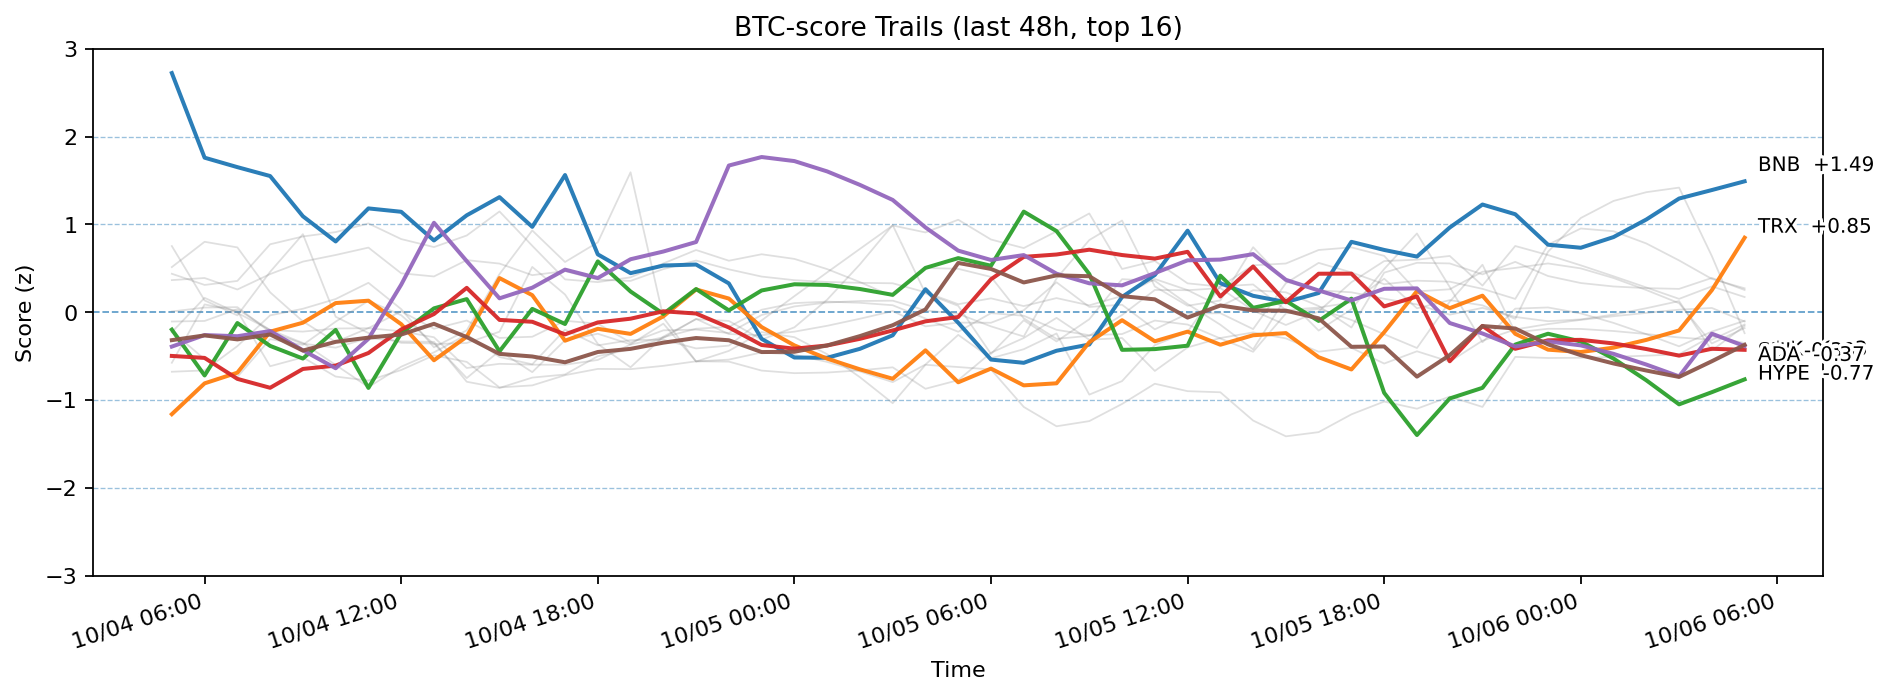 BTC-score Trails (last 48h, top 16)
3
2
1
0
−1
−2
−3
Score (z)
BNB +1.49
TRX +0.85
ADA -0.37
HYPE -0.77
10/04 06:00
10/04 12:00
10/04 18:00
10/05 00:00
10/05 06:00
10/05 12:00
10/05 18:00
10/06 00:00
10/06 06:00
Time